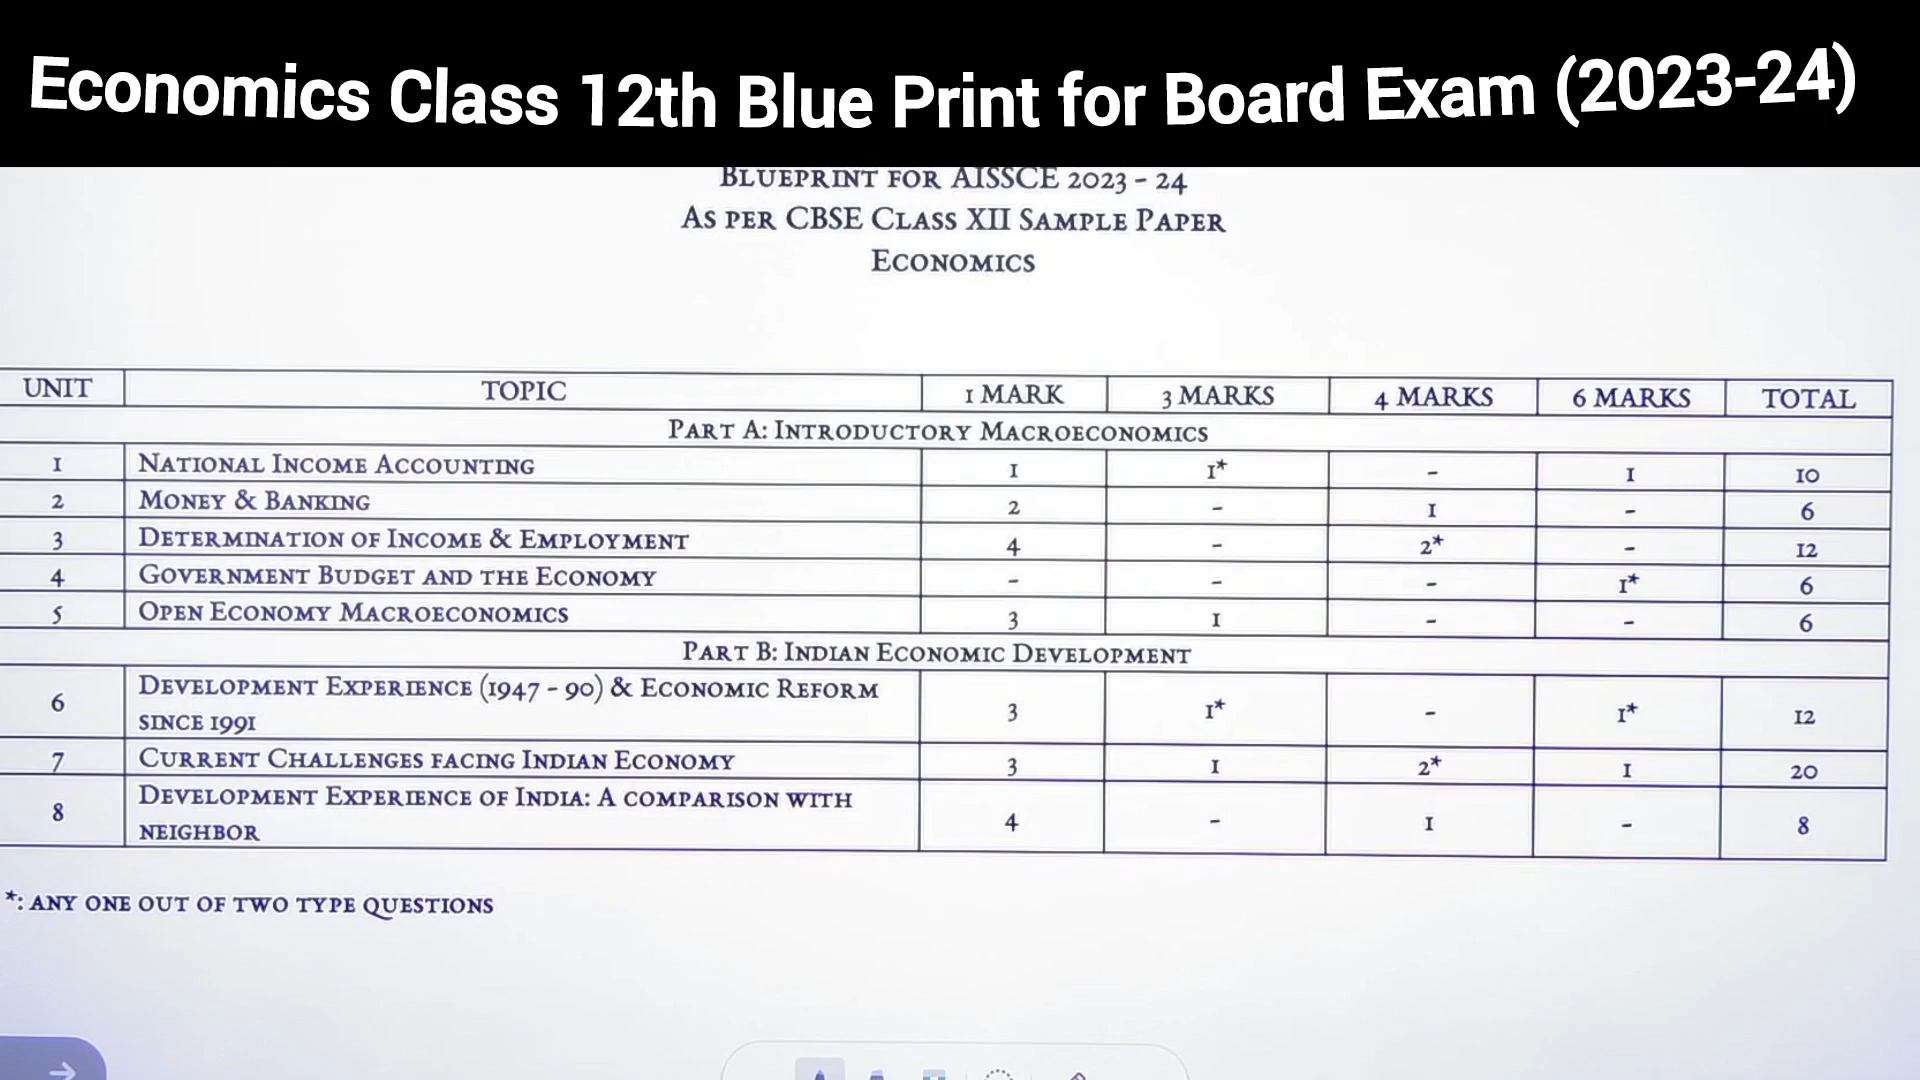 Economics Class 12th Blue Print for Board Exam (2023-24)
Blueprint for AISSCE 2023 - 24
As per CBSE Class XII Sample Paper
Economics
UNIT TOPIC 1 MARK 3 MARKS 4 MARKS 6 MARKS TOTAL
Part A: Introductory Macroeconomics
1 National Income Accounting 1 1* - 1 10
2 Money & Banking 2 - 1 - 6
3 Determination of Income & Employment 4 - 2* - 12
4 Government Budget and the Economy - - - 1* 6
5 Open Economy Macroeconomics 3 1 - - 6
Part B: Indian Economic Development
6 Development Experience (1947 - 90) & Economic Reform since 1991 3 1* - 1* 12
7 Current Challenges facing Indian Economy 3 1 2* 1 20
8 Development Experience of India: A comparison with neighbor 4 - 1 - 8
*: any one out of two type questions